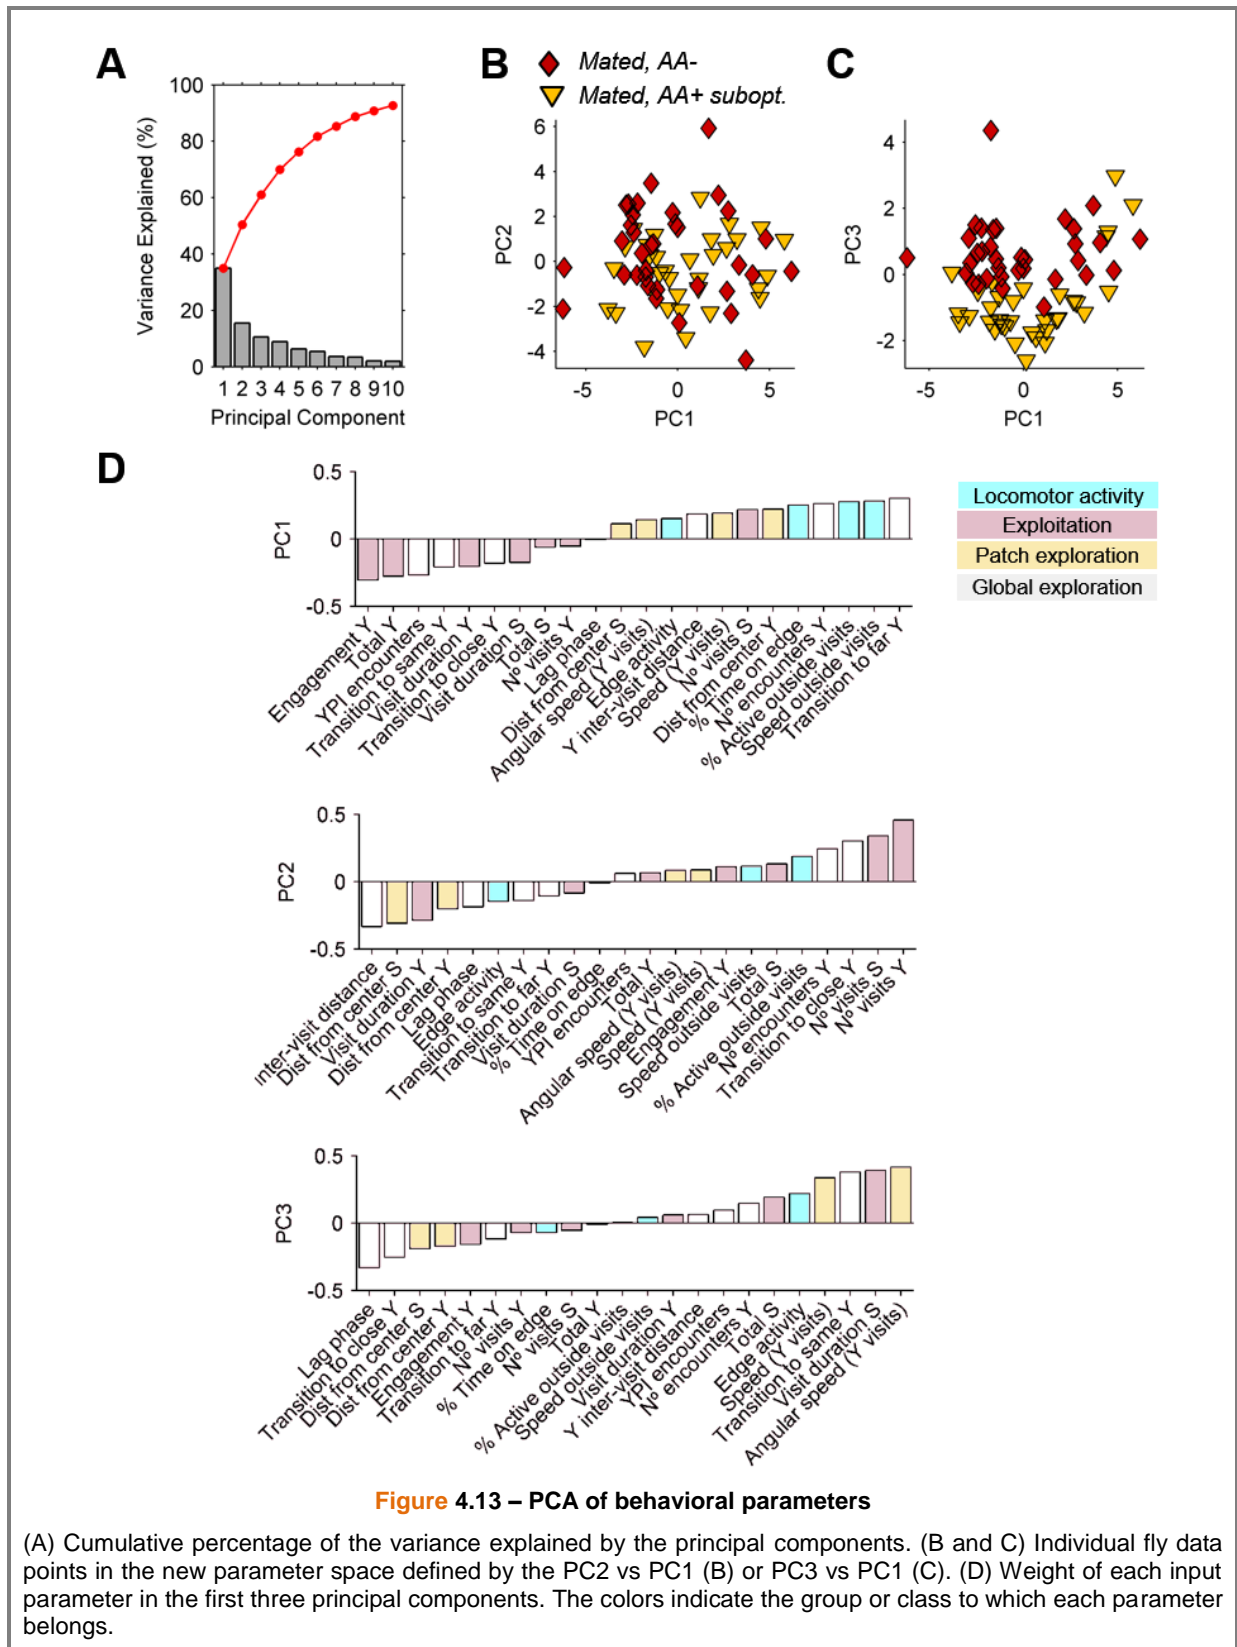 A
B
C
Mated, AA-
Mated, AA+ subopt.
100
80
60
40
20
0
Variance Explained (%)
1 2 3 4 5 6 7 8 9 10
Principal Component
6
4
2
0
-2
-4
PC2
-5 0 5
PC1
4
2
0
-2
PC3
-5 0 5
PC1
D
0.5
0
-0.5
PC1
Engagement Y
Total Y
YPI encounters
Transition to same Y
Visit duration Y
Transition to close Y
Visit duration S
Total S
Nº visits Y
Lag phase
Dist from center S
Angular speed (Y visits)
Edge activity
Y inter-visit distance
Speed (Y visits)
Nº visits S
Dist from center Y
% Time on edge
Nº encounters Y
% Active outside visits
Speed outside visits
Transition to far Y
Locomotor activity
Exploitation
Patch exploration
Global exploration
0.5
0
-0.5
PC2
inter-visit distance
Dist from center S
Visit duration Y
Dist from center Y
Lag phase
Edge activity
Transition to same Y
Transition to far Y
Visit duration S
% Time on edge
YPI encounters
Total Y
Angular speed (Y visits)
Speed (Y visits)
Engagement Y
Speed outside visits
Total S
% Active outside visits
Nº encounters Y
Transition to close Y
Nº visits S
Nº visits Y
0.5
0
-0.5
PC3
Lag phase
Transition to close Y
Dist from center S
Dist from center Y
Engagement Y
Transition to far Y
Nº visits Y
% Time on edge
Nº visits S
Total Y
% Active outside visits
Speed outside visits
Visit duration Y
Y inter-visit distance
YPI encounters
Nº encounters Y
Total S
Edge activity
Speed (Y visits)
Transition to same Y
Visit duration S
Angular speed (Y visits)
Figure 4.13 – PCA of behavioral parameters
(A) Cumulative percentage of the variance explained by the principal components. (B and C) Individual fly data
points in the new parameter space defined by the PC2 vs PC1 (B) or PC3 vs PC1 (C). (D) Weight of each input
parameter in the first three principal components. The colors indicate the group or class to which each parameter
belongs.